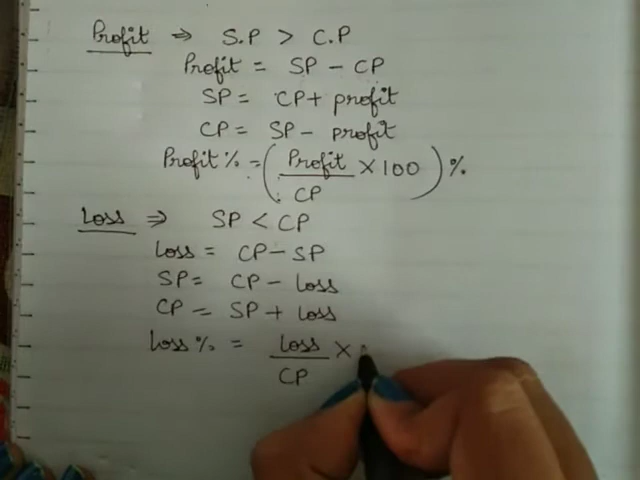 Profit ⇒ S.P > C.P
Profit = SP - CP
SP = CP + profit
CP = SP - profit
Profit % = (Profit/CP × 100) %
Loss ⇒ SP < CP
Loss = CP - SP
SP = CP - loss
CP = SP + loss
Loss % = Loss/CP ×